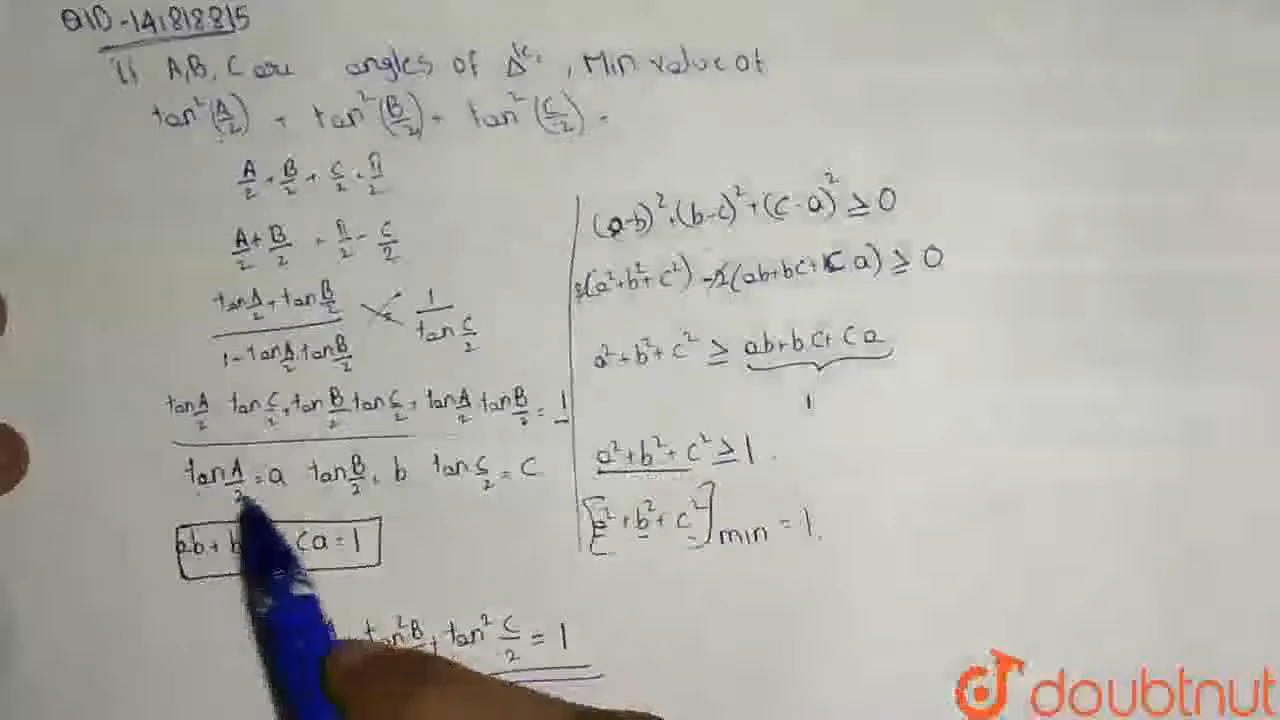 QID - 141818815
If A, B, C are angles of Δle, Min value of
tan²(A/2) + tan²(B/2) + tan²(C/2) =
A/2 + B/2 + C/2 = π/2
A/2 + B/2 = π/2 - C/2
(tan A/2 + tan B/2)/(1 - tan A/2 tan B/2) = 1/(tan C/2)
tan A/2 tan C/2 + tan B/2 tan C/2 + tan A/2 tan B/2 = 1
tan A/2 = a tan B/2 = b tan C/2 = c
ab + b ca = 1
tan² B/2 + tan² C/2 = 1
(a-b)² + (b-c)² + (c-a)² ≥ 0
2(a² + b² + c²) - 2(ab + bc + ca) ≥ 0
a² + b² + c² ≥ ab + bc + ca
1
a² + b² + c² ≥ 1.
[a² + b² + c²]min = 1.
doubtnut